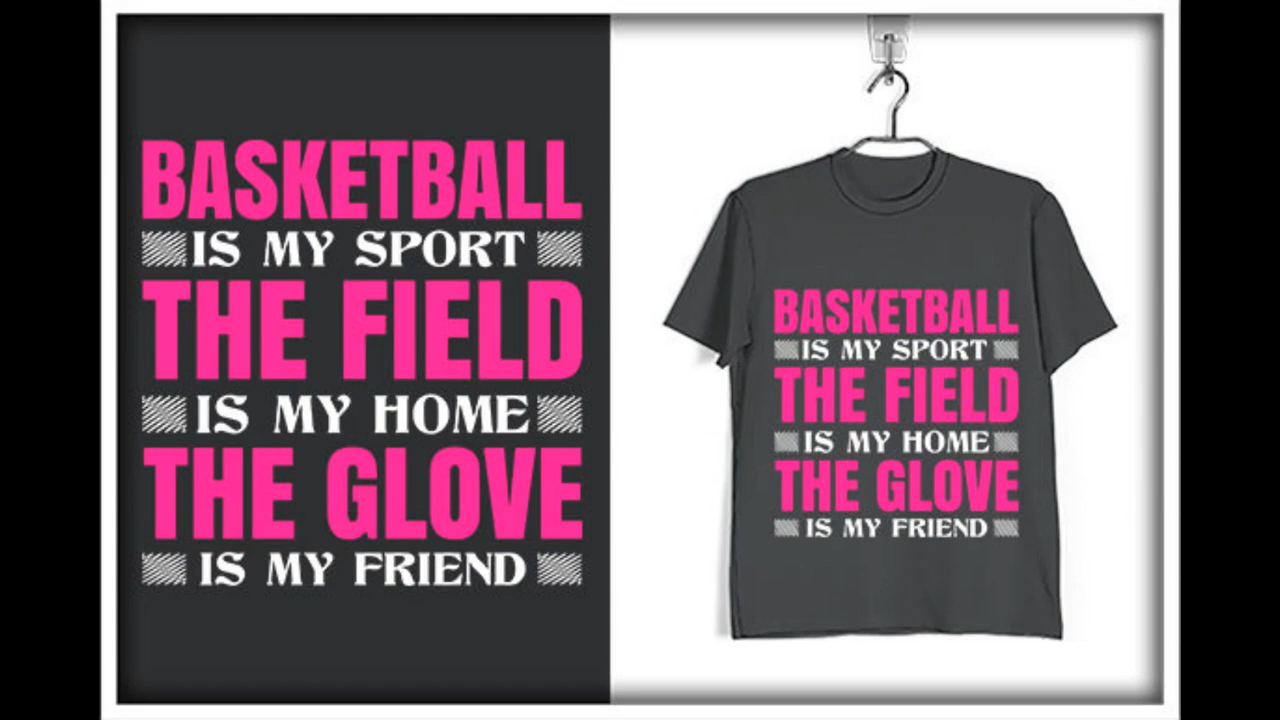 BASKETBALL
IS MY SPORT
THE FIELD
IS MY HOME
THE GLOVE
IS MY FRIEND
BASKETBALL
IS MY SPORT
THE FIELD
IS MY HOME
THE GLOVE
IS MY FRIEND